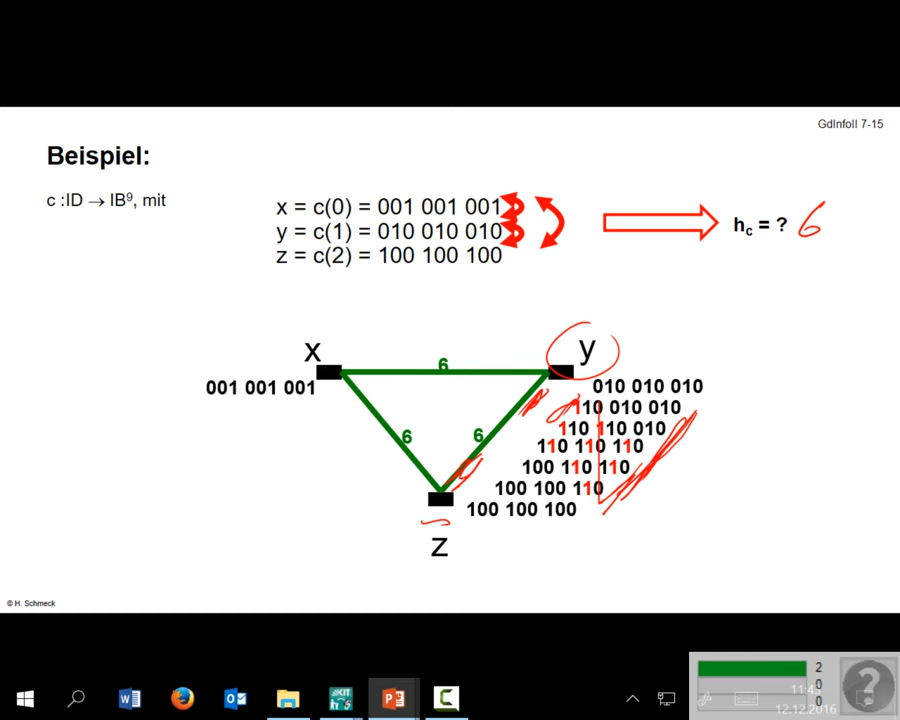 GdInfoII 7-15
Beispiel:
c :ID → IB⁹, mit
x = c(0) = 001 001 001
y = c(1) = 010 010 010
z = c(2) = 100 100 100
h_c = ? 6
x
y
6
001 001 001
010 010 010
110 010 010
110 110 010
6
6
110 110 110
100 110 110
100 100 110
100 100 100
z
© H. Schmeck
2
0
0
11:43
12.12.2016